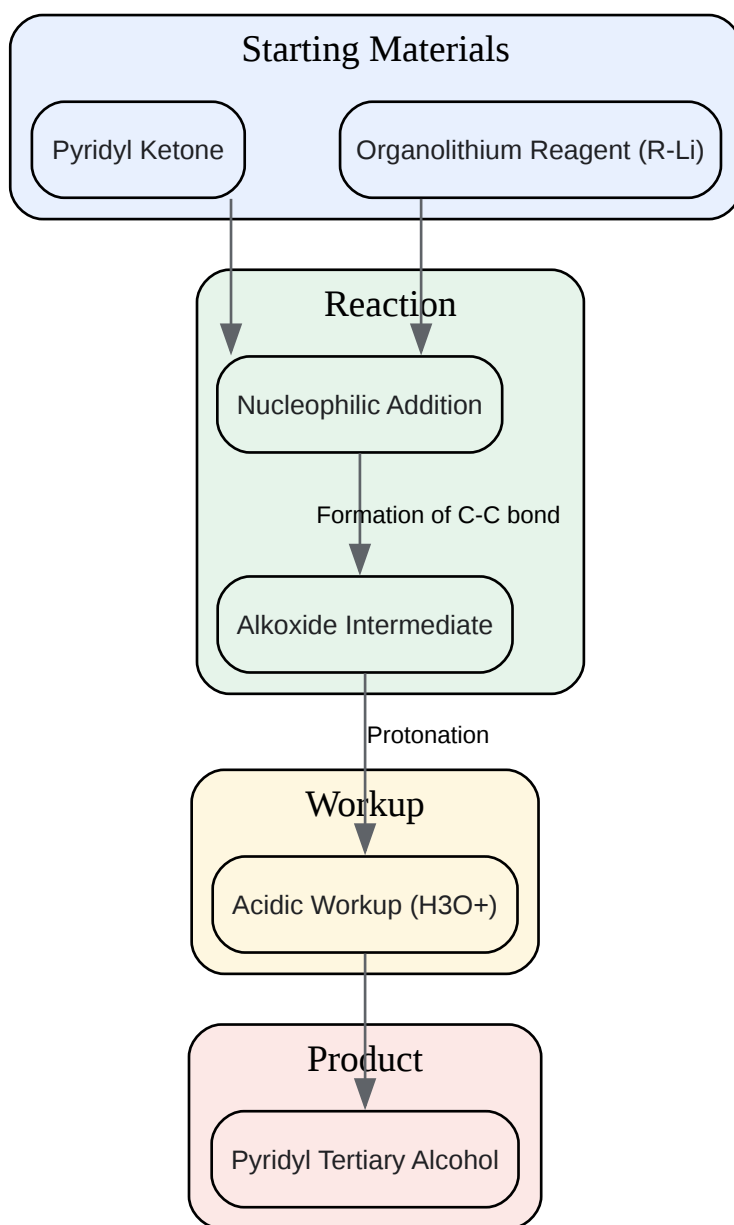 Starting Materials
Pyridyl Ketone
Organolithium Reagent (R-Li)
Reaction
Nucleophilic Addition
Formation of C-C bond
Alkoxide Intermediate
Protonation
Workup
Acidic Workup (H3O+)
Product
Pyridyl Tertiary Alcohol